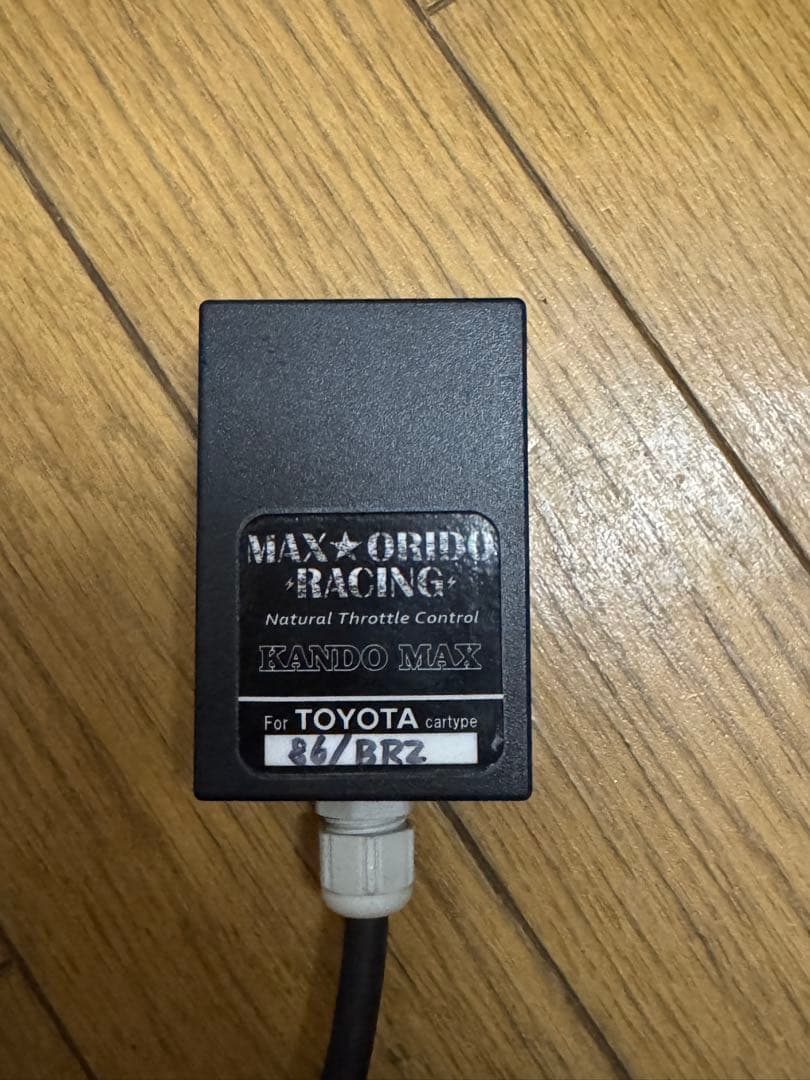 MAX★ORIDO
RACING
Natural Throttle Control
KANDO MAX
For TOYOTA cartype
86/BRZ